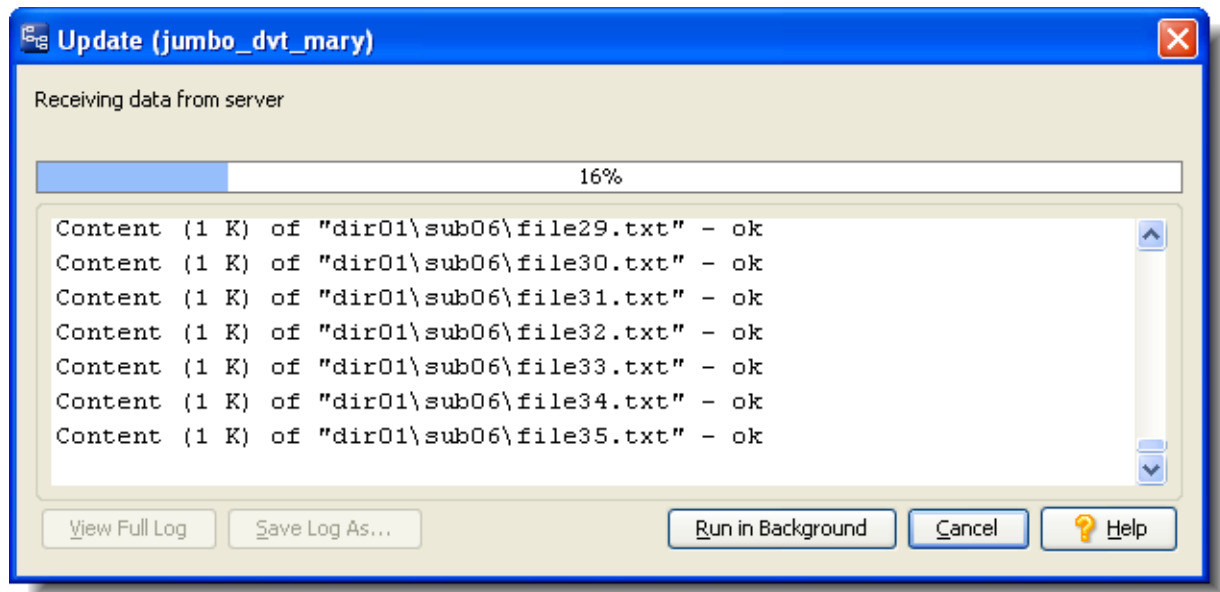 Update (jumbo_dvt_mary)
Receiving data from server
16%
Content (1 K) of "dir01\sub06\file29.txt" - ok
Content (1 K) of "dir01\sub06\file30.txt" - ok
Content (1 K) of "dir01\sub06\file31.txt" - ok
Content (1 K) of "dir01\sub06\file32.txt" - ok
Content (1 K) of "dir01\sub06\file33.txt" - ok
Content (1 K) of "dir01\sub06\file34.txt" - ok
Content (1 K) of "dir01\sub06\file35.txt" - ok
View Full Log Save Log As... Run in Background Cancel Help